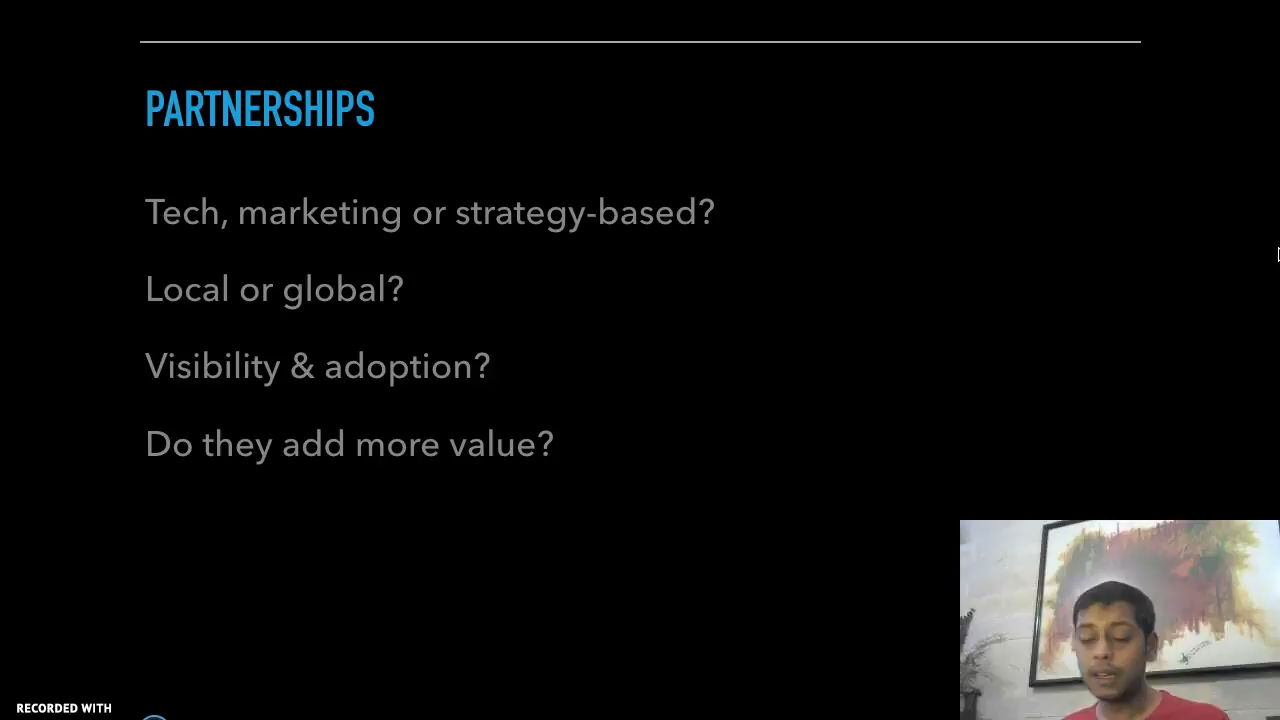 PARTNERSHIPS
Tech, marketing or strategy-based?
Local or global?
Visibility & adoption?
Do they add more value?
RECORDED WITH